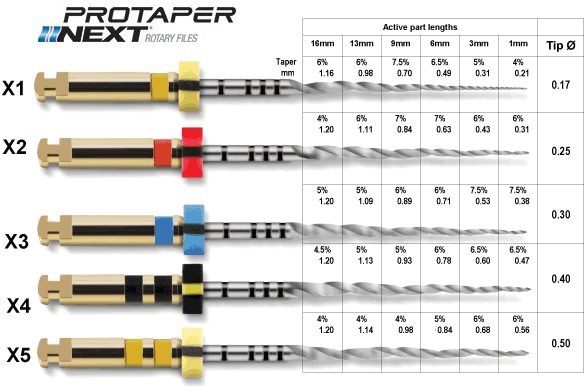 PROTAPER
NEXT™ ROTARY FILES
Active part lengths
16mm 13mm 9mm 6mm 3mm 1mm Tip Ø
Taper 6% 6% 7.5% 6.5% 5% 4%
mm 1.16 0.98 0.70 0.49 0.31 0.21
X1 0.17
4% 6% 7% 7% 6% 6%
1.20 1.11 0.84 0.63 0.43 0.31
X2 0.25
5% 5% 6% 6% 7.5% 7.5%
1.20 1.09 0.89 0.71 0.53 0.38
X3 0.30
4.5% 5% 5% 6% 6.5% 6.5%
1.20 1.13 0.93 0.78 0.60 0.47
X4 0.40
4% 4% 4% 5% 6% 6%
1.20 1.14 0.98 0.84 0.68 0.56
X5 0.50